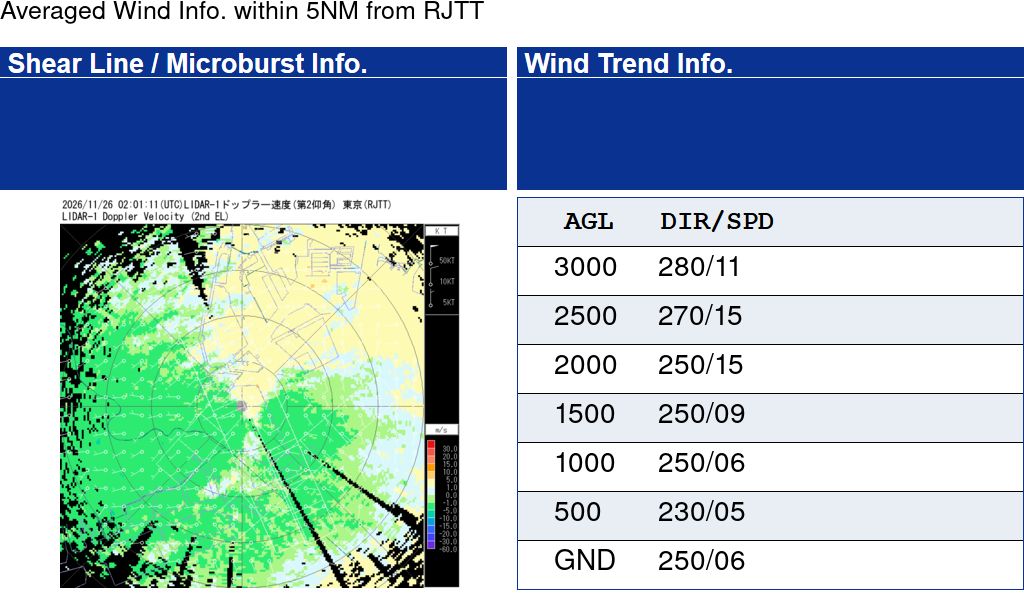 Averaged Wind Info. within 5NM from RJTT
Shear Line / Microburst Info.
Wind Trend Info.
2026/11/26 02:01:11(UTC)LIDAR-1ドップラー速度(第2仰角) 東京(RJTT)
LIDAR-1 Doppler Velocity (2nd EL)
KT
50KT
10KT
5KT
m/s
30.0
20.0
15.0
10.0
5.0
1.0
0.0
-1.0
-5.0
-10.0
-15.0
-20.0
-30.0
-60.0
AGL DIR/SPD
3000 280/11
2500 270/15
2000 250/15
1500 250/09
1000 250/06
500 230/05
GND 250/06